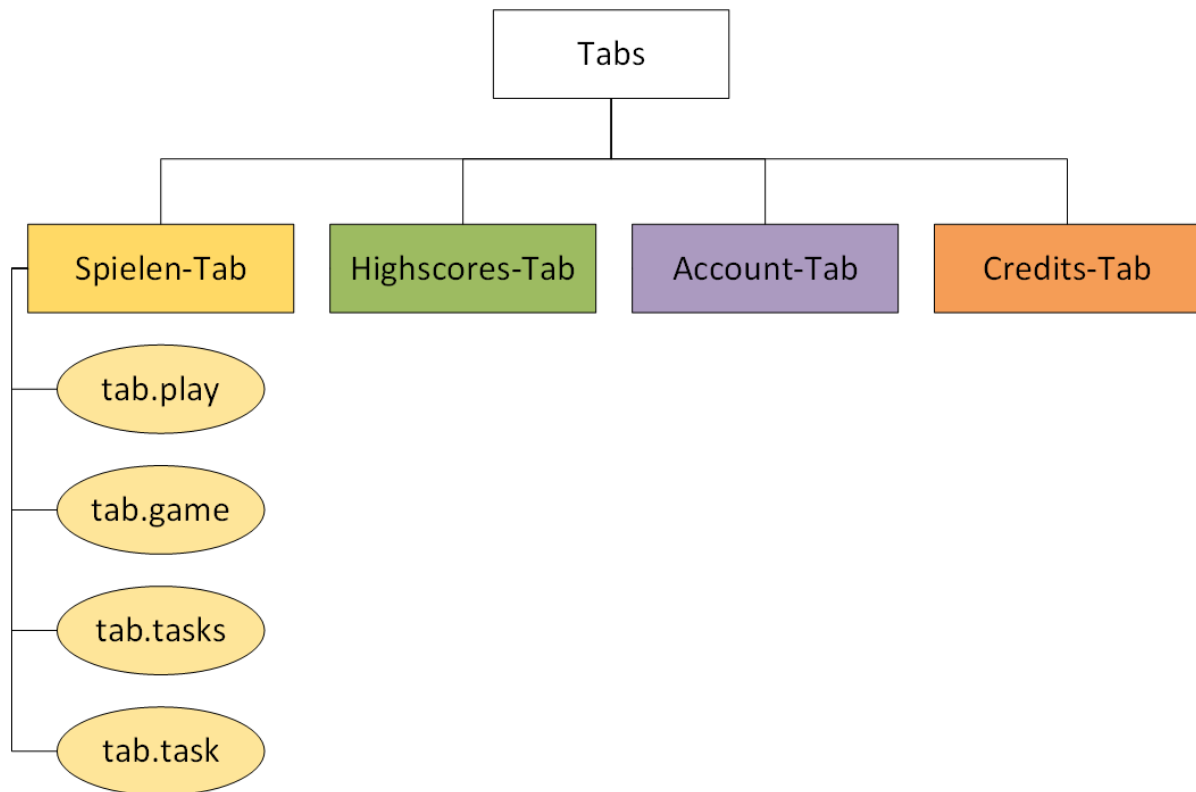 Tabs
Spielen-Tab
Highscores-Tab
Account-Tab
Credits-Tab
tab.play
tab.game
tab.tasks
tab.task